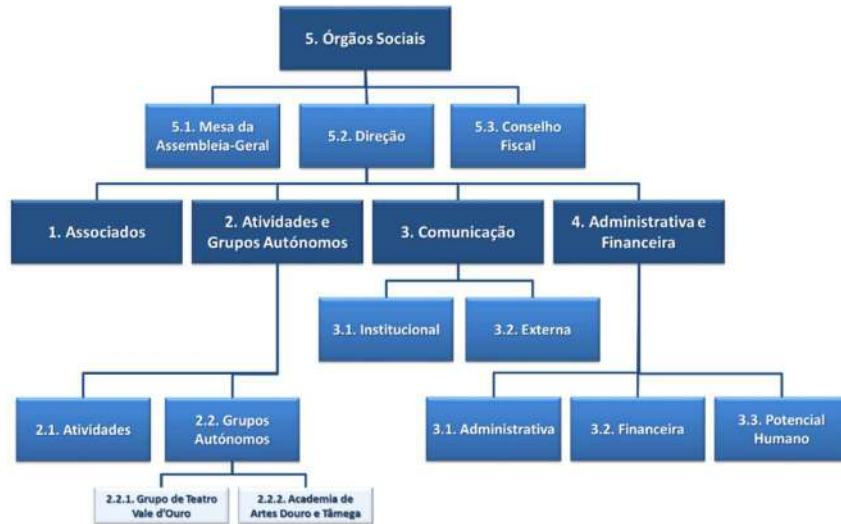 5. Órgãos Sociais
5.1. Mesa da
Assembleia-Geral
5.2. Direção
5.3. Conselho
Fiscal
1. Associados
2. Atividades e
Grupos Autónomos
3. Comunicação
4. Administrativa e
Financeira
3.1. Institucional
3.2. Externa
2.1. Atividades
2.2. Grupos
Autónomos
3.1. Administrativa
3.2. Financeira
3.3. Potencial
Humano
2.2.1. Grupo de Teatro
Vale d'Ouro
2.2.2. Academia de
Artes Douro e Tâmega